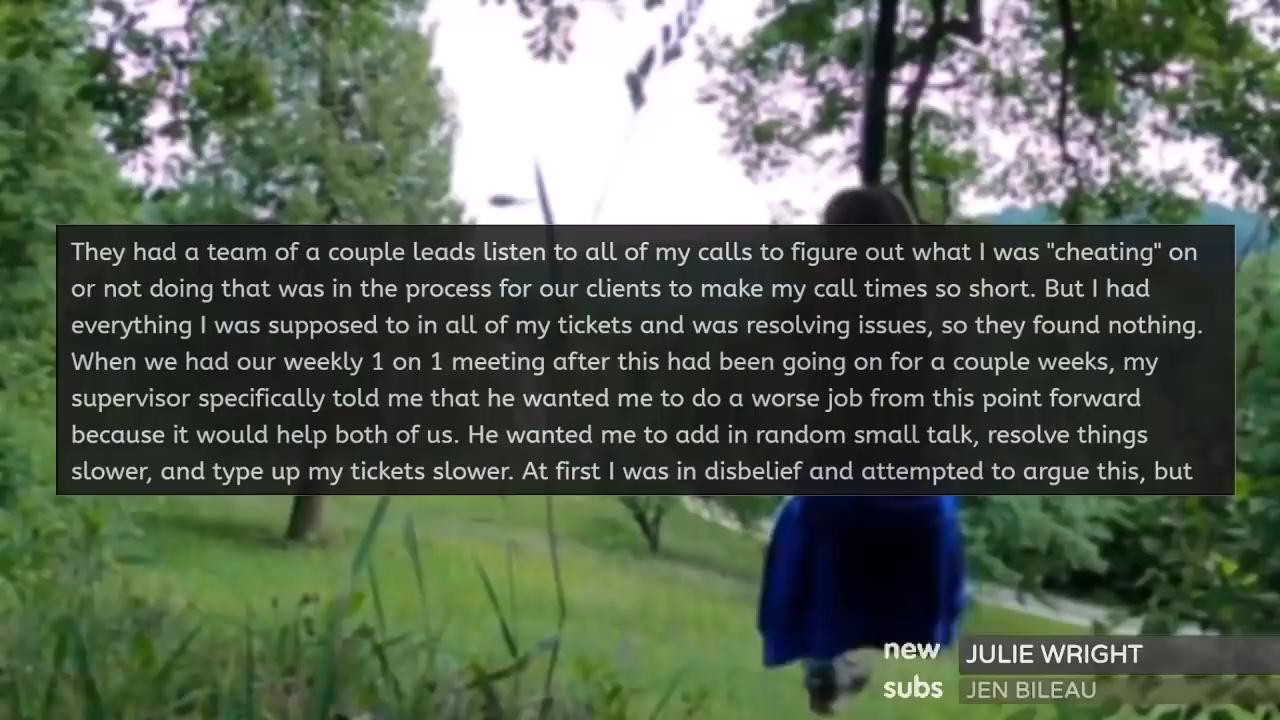 They had a team of a couple leads listen to all of my calls to figure out what I was "cheating" on
or not doing that was in the process for our clients to make my call times so short. But I had
everything I was supposed to in all of my tickets and was resolving issues, so they found nothing.
When we had our weekly 1 on 1 meeting after this had been going on for a couple weeks, my
supervisor specifically told me that he wanted me to do a worse job from this point forward
because it would help both of us. He wanted me to add in random small talk, resolve things
slower, and type up my tickets slower. At first I was in disbelief and attempted to argue this, but
new
subs
JULIE WRIGHT
JEN BILEAU